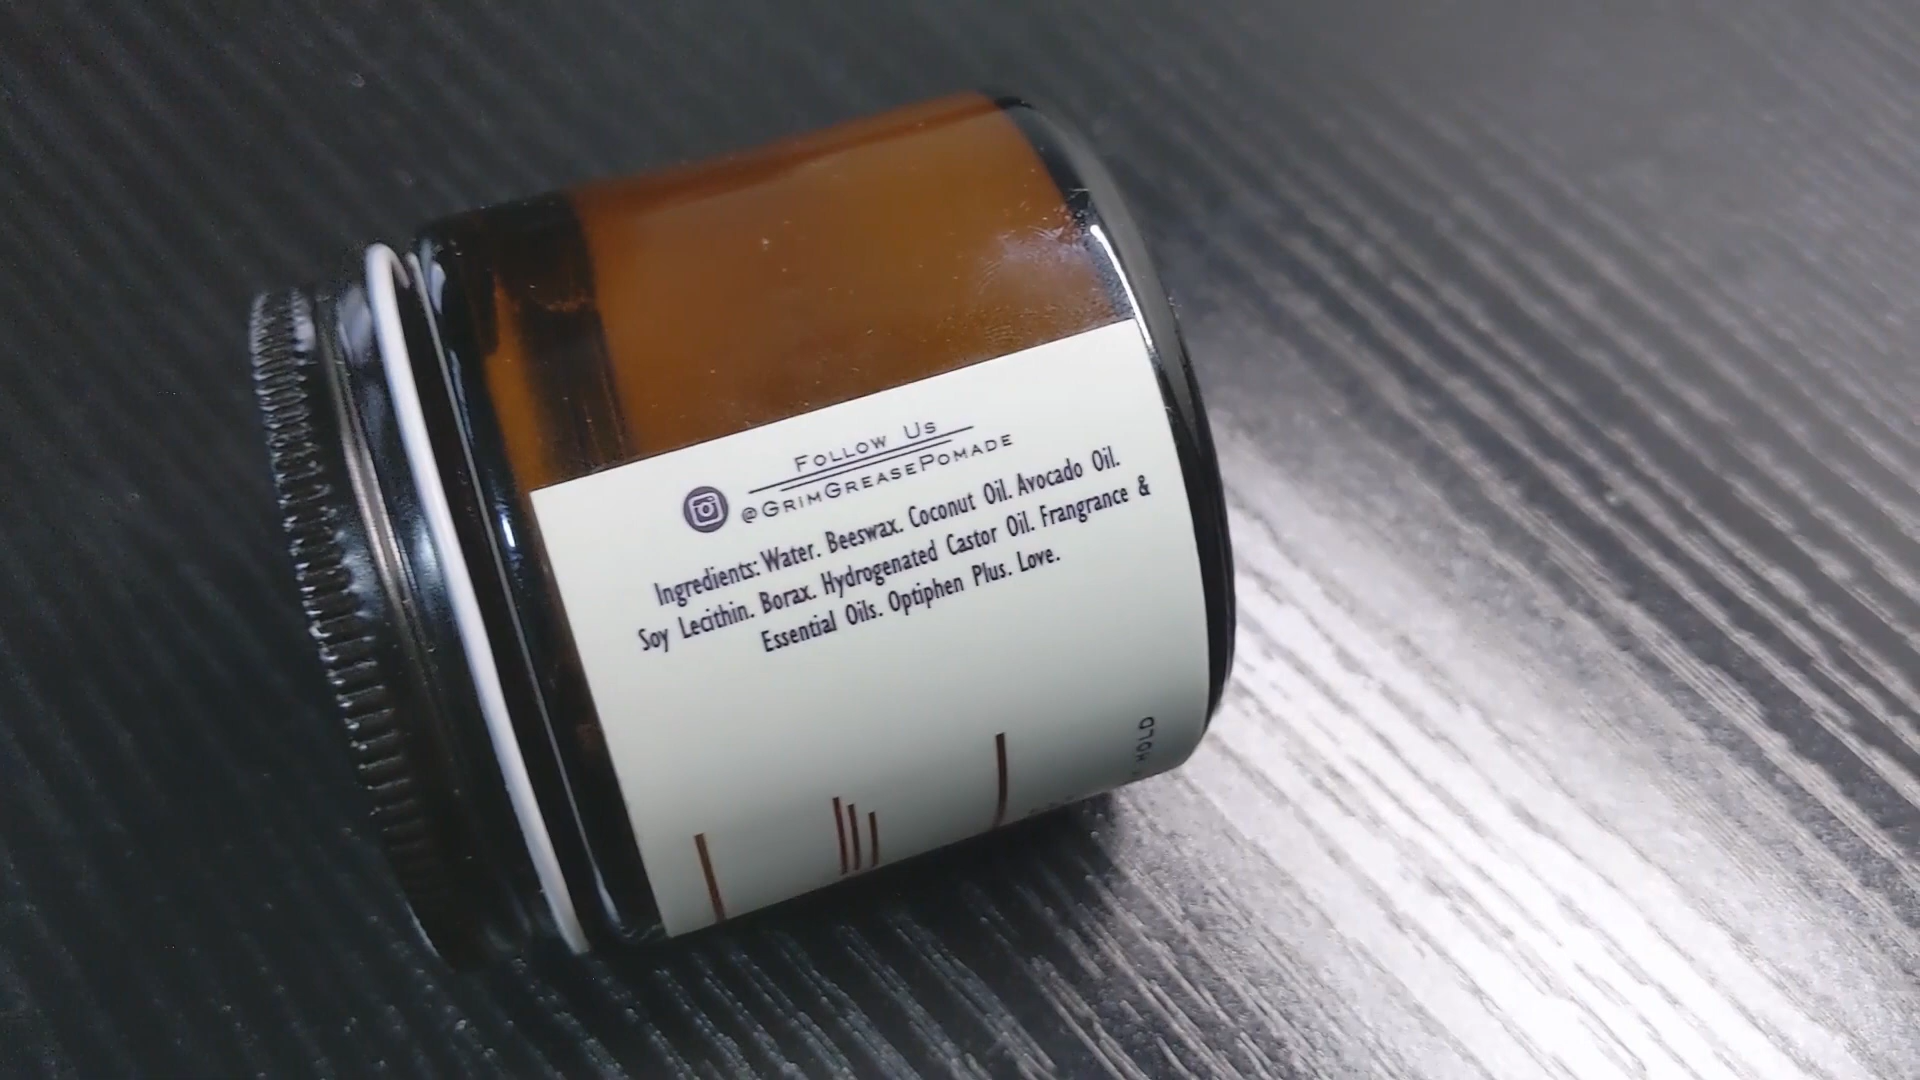 Follow Us
@GrimGreasePomade
Ingredients: Water. Beeswax. Coconut Oil. Avocado Oil.
Soy Lecithin. Borax. Hydrogenated Castor Oil. Frangrance &
Essential Oils. Optiphen Plus. Love.
HOLD